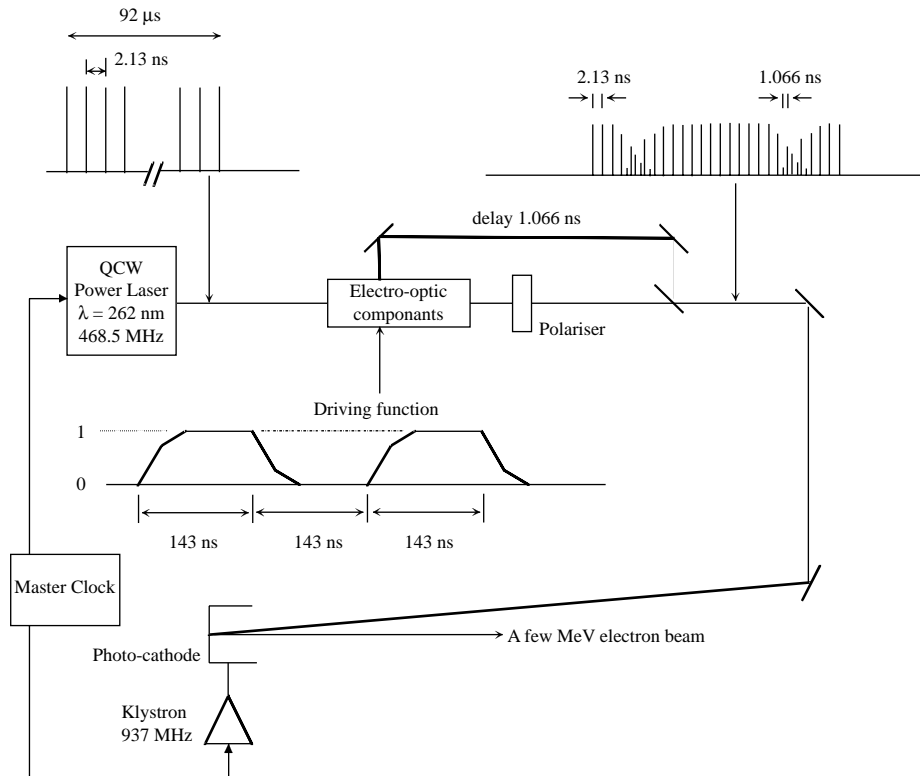 92 µs
2.13 ns
2.13 ns
1.066 ns
delay 1.066 ns
QCW
Power Laser
λ = 262 nm
468.5 MHz
Electro-optic
componants
Polariser
Driving function
1
0
143 ns
143 ns
143 ns
Master Clock
A few MeV electron beam
Photo-cathode
Klystron
937 MHz